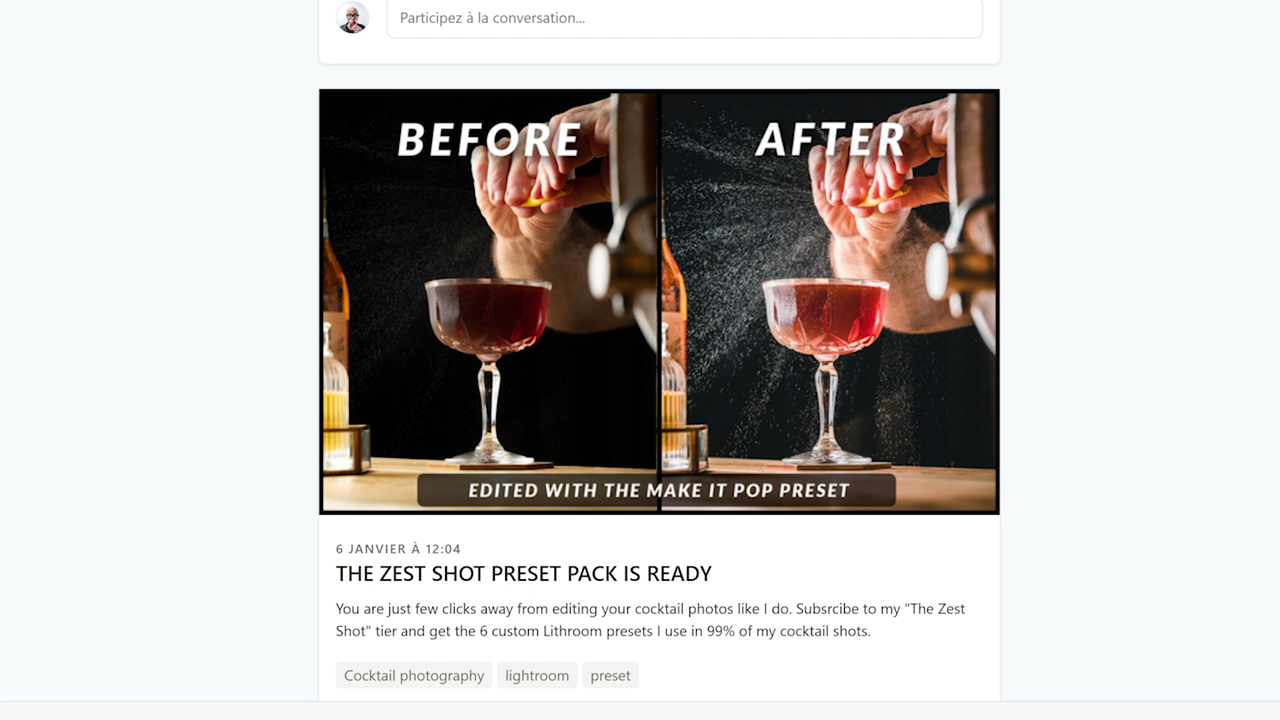 Participez à la conversation...
BEFORE
AFTER
EDITED WITH THE MAKE IT POP PRESET
6 JANVIER À 12:04
THE ZEST SHOT PRESET PACK IS READY
You are just few clicks away from editing your cocktail photos like I do. Subsrcibe to my "The Zest
Shot" tier and get the 6 custom Lithroom presets I use in 99% of my cocktail shots.
Cocktail photography
lightroom
preset